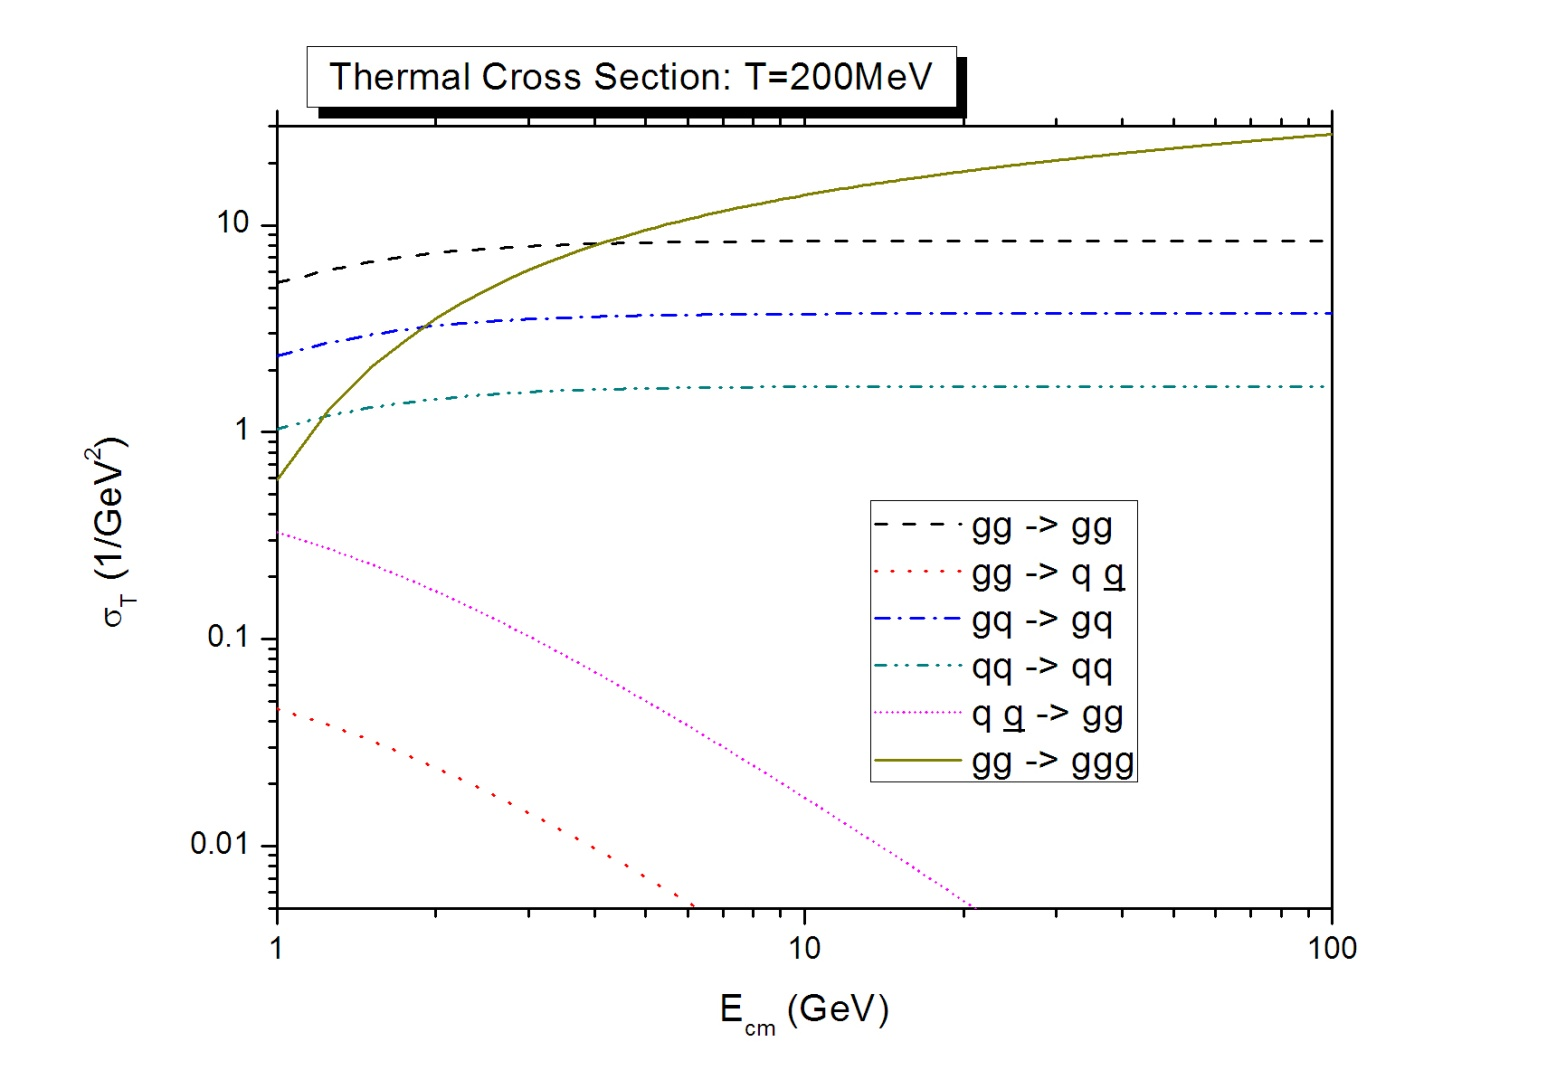 Thermal Cross Section: T=200MeV
10
1
0.1
0.01
σT (1/GeV²)
gg -> gg
gg -> q q
gq -> gq
qq -> qq
q q -> gg
gg -> ggg
1
10
100
Ecm (GeV)